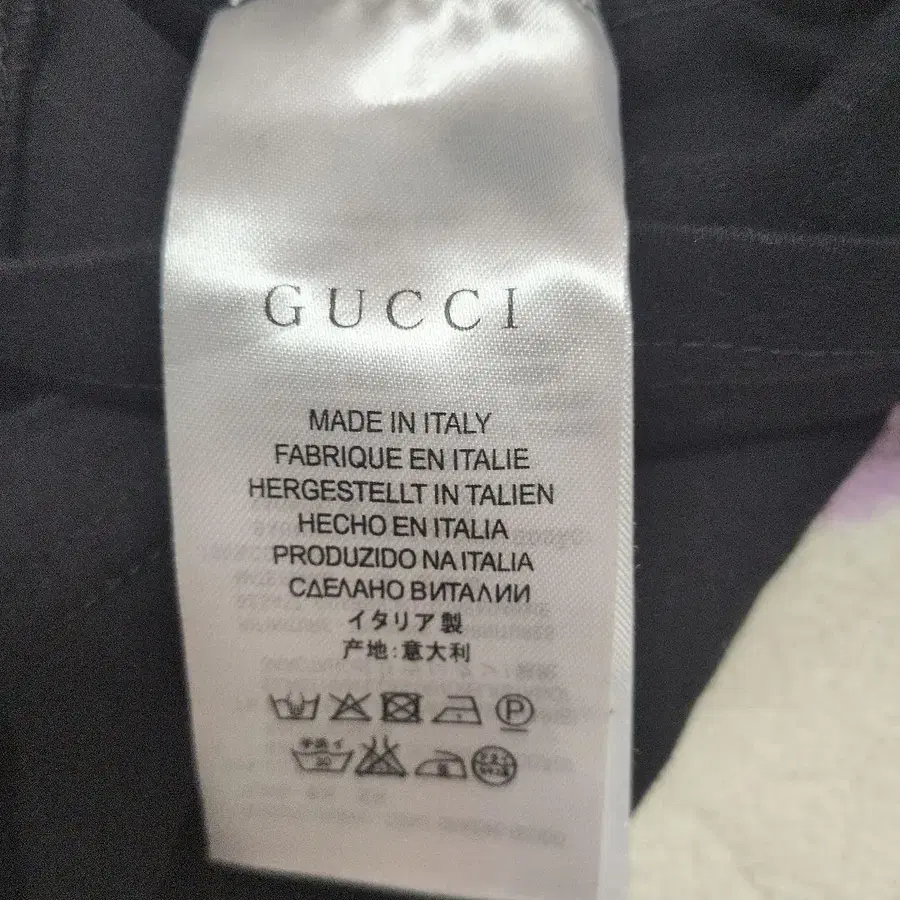 GUCCI
MADE IN ITALY
FABRIQUE EN ITALIE
HERGESTELLT IN TALIEN
HECHO EN ITALIA
PRODUZIDO NA ITALIA
СДЕЛАНО В ИТАЛИИ
イタリア製
产地:意大利
P